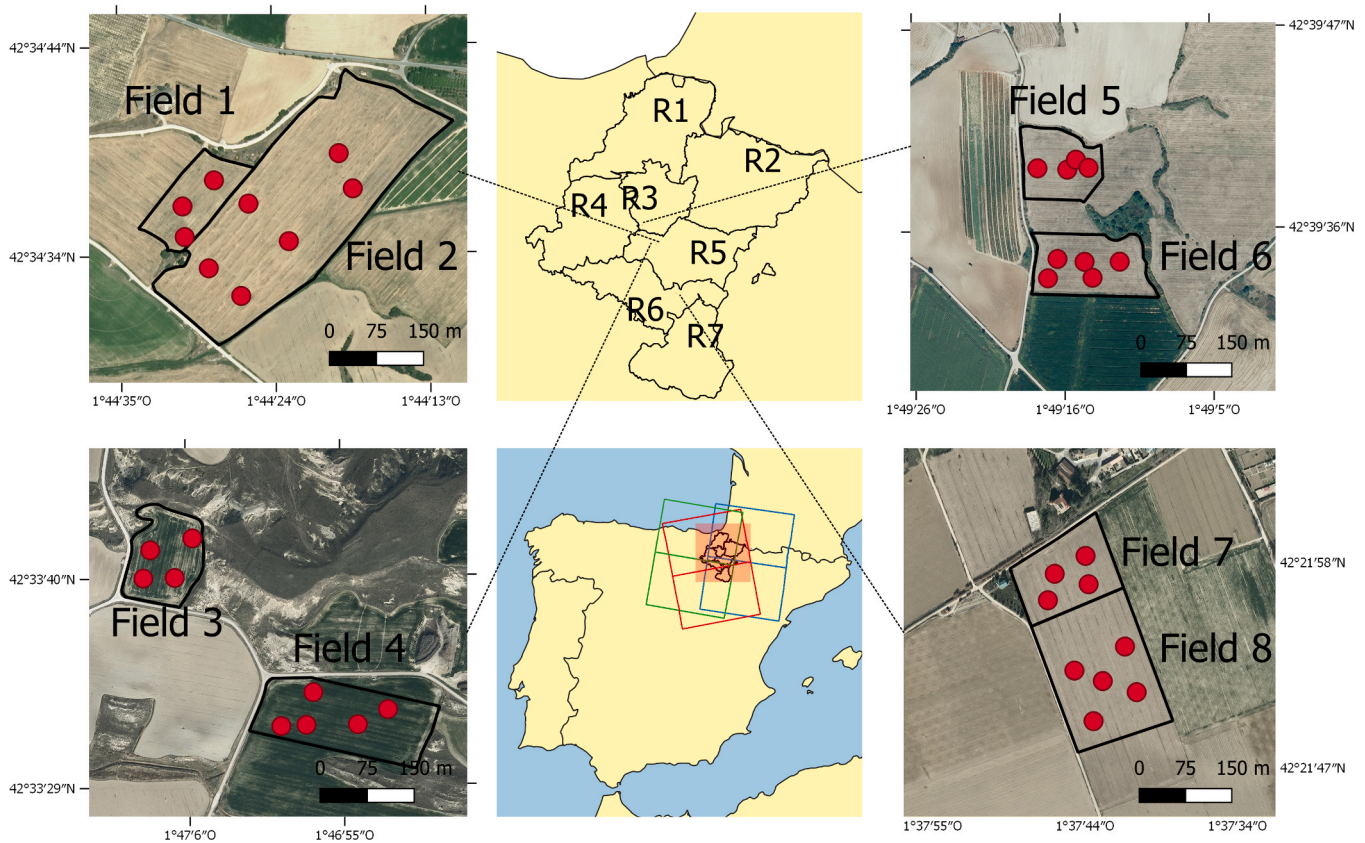 42°34′44″N
Field 1
Field 2
42°34′34″N
0 75 150 m
1°44′35″O 1°44′24″O 1°44′13″O
R1
R2
R3
R4
R5
R6
R7
42°39′47″N
Field 5
42°39′36″N
Field 6
0 75 150 m
1°49′26″O 1°49′16″O 1°49′5″O
42°33′40″N
Field 3
Field 4
0 75 150 m
42°33′29″N
1°47′6″O 1°46′55″O
Field 7
42°21′58″N
Field 8
0 75 150 m
42°21′47″N
1°37′55″O 1°37′44″O 1°37′34″O